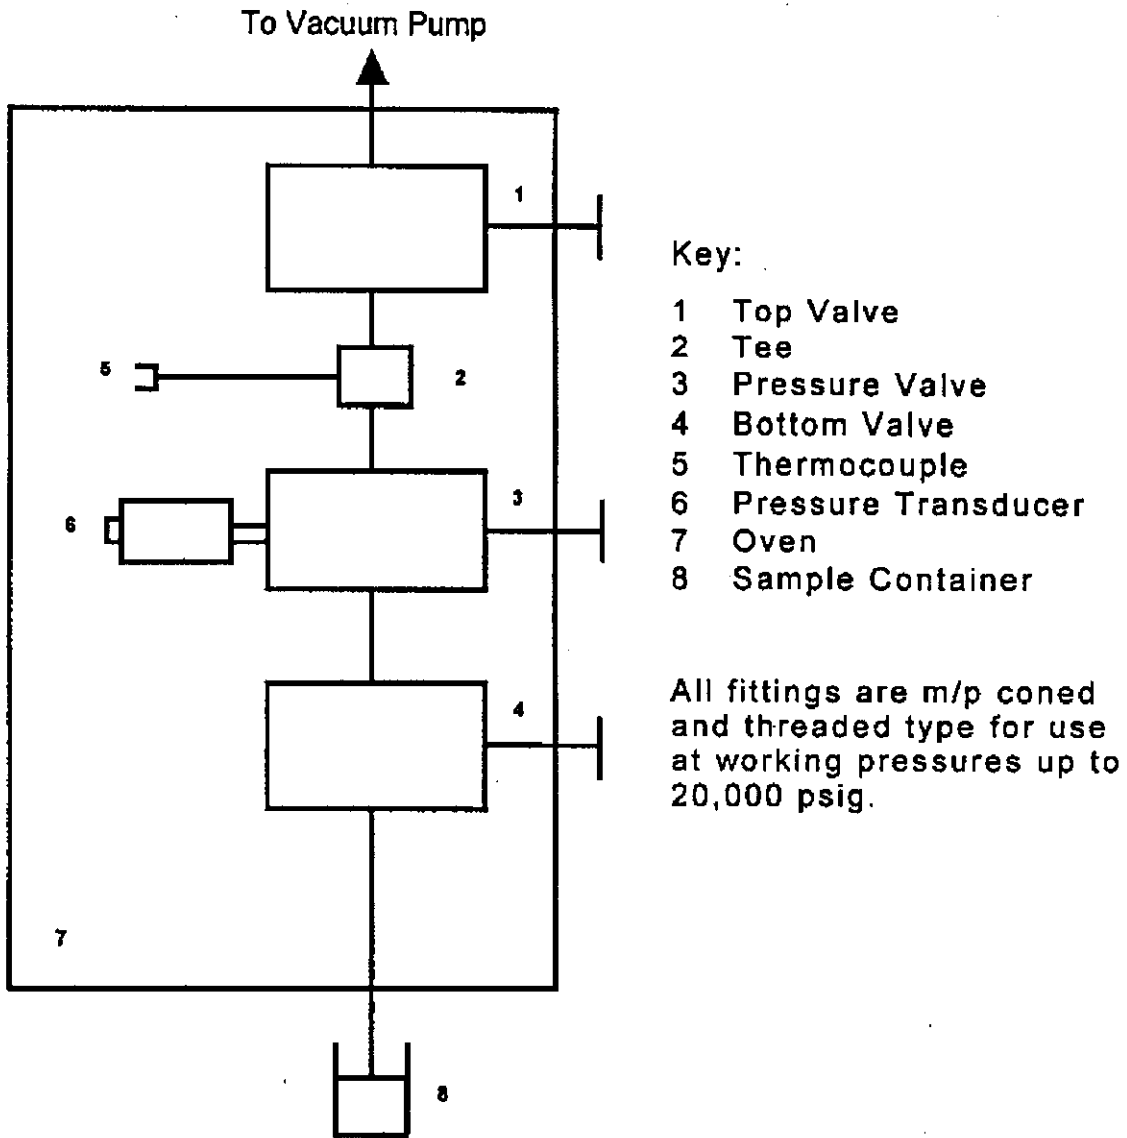 To Vacuum Pump
1
5
2
3
6
4
7
8
Key:
1 Top Valve
2 Tee
3 Pressure Valve
4 Bottom Valve
5 Thermocouple
6 Pressure Transducer
7 Oven
8 Sample Container
All fittings are m/p coned
and threaded type for use
at working pressures up to
20,000 psig.